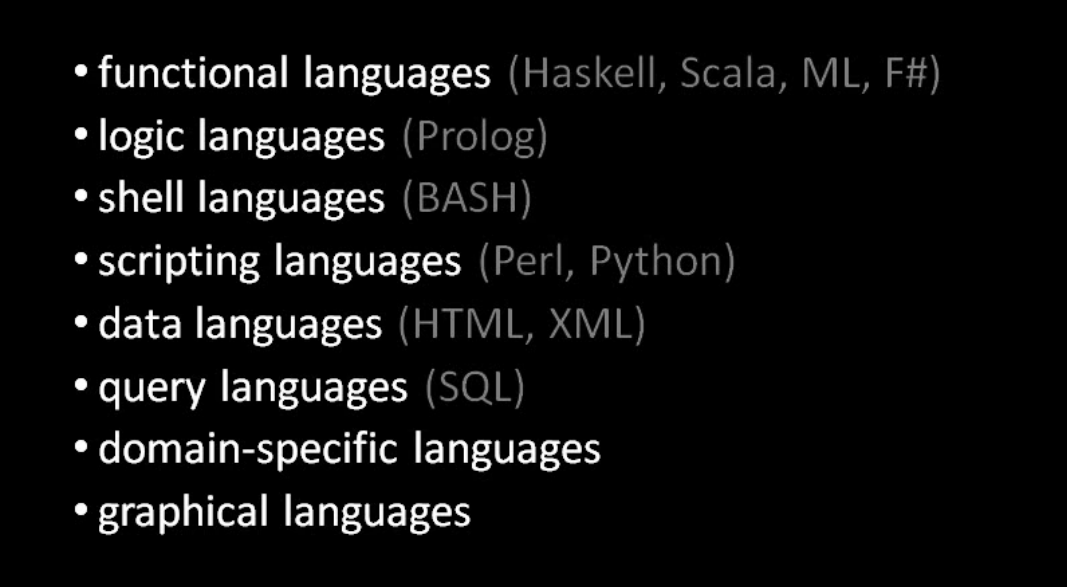 • functional languages (Haskell, Scala, ML, F#)
• logic languages (Prolog)
• shell languages (BASH)
• scripting languages (Perl, Python)
• data languages (HTML, XML)
• query languages (SQL)
• domain-specific languages
• graphical languages